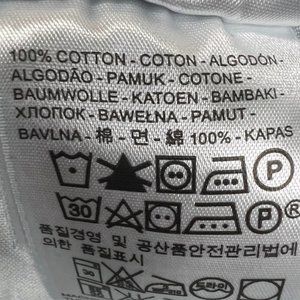 100% COTTON - COTON - ALGODÓN-
ALGODÃO - PAMUK - COTONE -
BAUMWOLLE - KATOEN - BAMBAKI-
ХЛОПОК - BAWEŁNA - PAMUT -
BAVLNA - 棉 - 면 - 綿 100% - KAPAS
P
30 P
품질경영 및 공산품안전관리법에
의한 품질표시